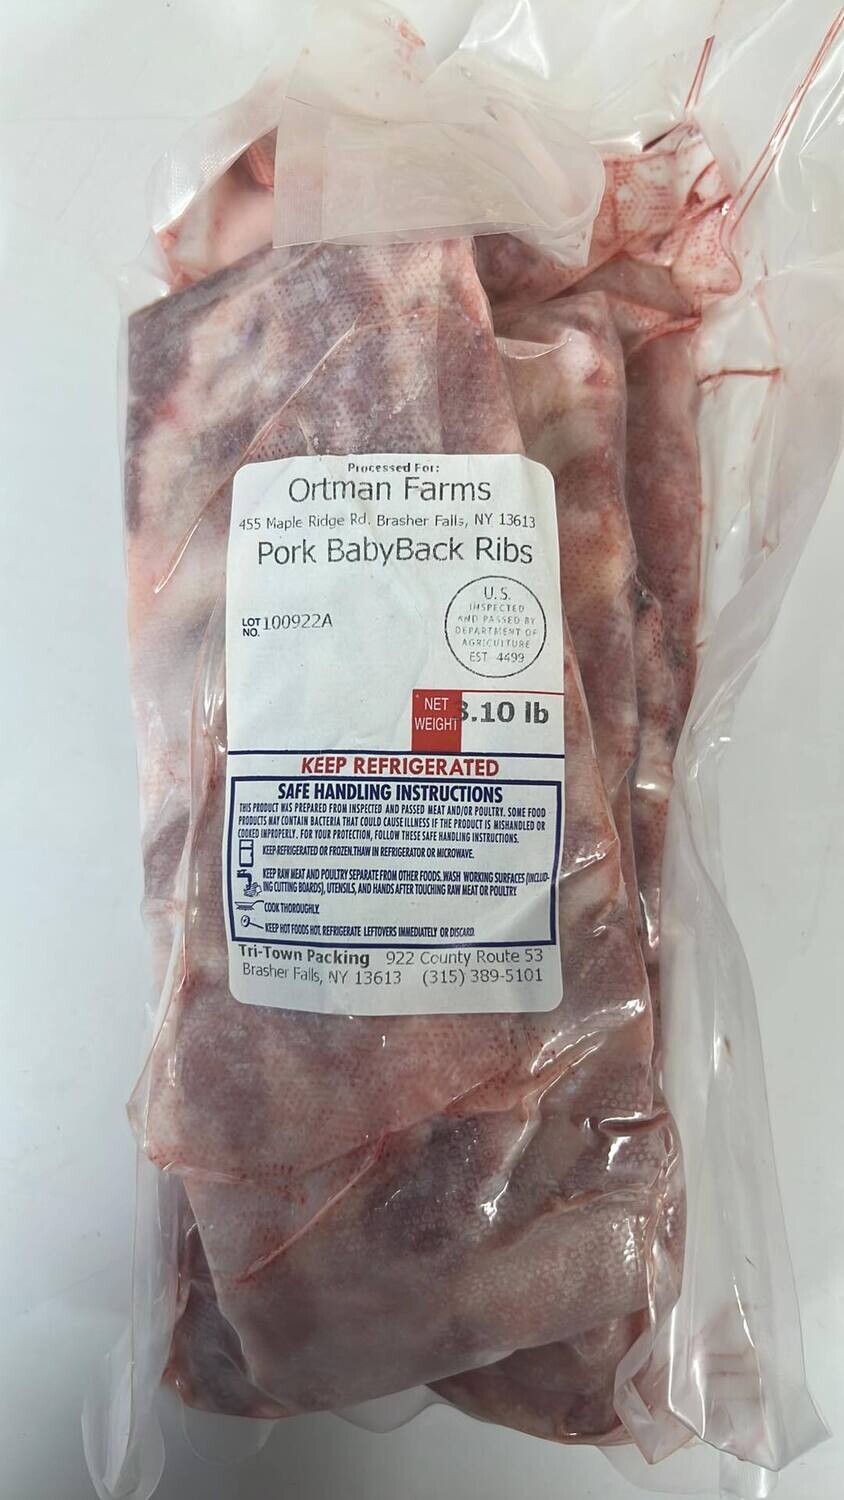 Processed For:
Ortman Farms
455 Maple Ridge Rd. Brasher Falls, NY 13613
Pork BabyBack Ribs
LOT NO. 100922A
U.S.
INSPECTED
AND PASSED BY
DEPARTMENT OF
AGRICULTURE
EST 4499
NET
WEIGHT
3.10 lb
KEEP REFRIGERATED
SAFE HANDLING INSTRUCTIONS
THIS PRODUCT WAS PREPARED FROM INSPECTED AND PASSED MEAT AND/OR POULTRY. SOME FOOD
PRODUCTS MAY CONTAIN BACTERIA THAT COULD CAUSE ILLNESS IF THE PRODUCT IS MISHANDLED OR
COOKED IMPROPERLY. FOR YOUR PROTECTION, FOLLOW THESE SAFE HANDLING INSTRUCTIONS.
KEEP REFRIGERATED OR FROZEN.THAW IN REFRIGERATOR OR MICROWAVE.
KEEP RAW MEAT AND POULTRY SEPARATE FROM OTHER FOODS.WASH WORKING SURFACES (INCLUD-
ING CUTTING BOARDS), UTENSILS, AND HANDS AFTER TOUCHING RAW MEAT OR POULTRY.
COOK THOROUGHLY.
KEEP HOT FOODS HOT. REFRIGERATE LEFTOVERS IMMEDIATELY OR DISCARD.
Tri-Town Packing 922 County Route 53
Brasher Falls, NY 13613 (315) 389-5101